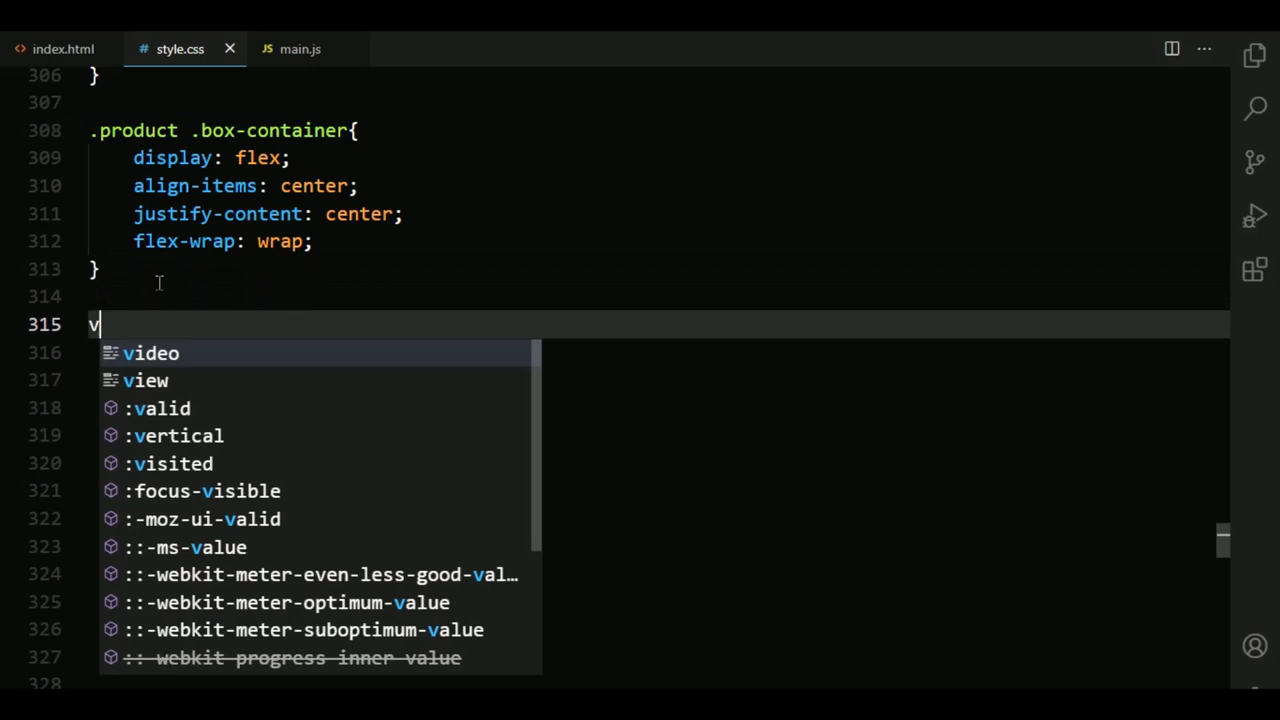 index.html style.css main.js
306 }
307
308 .product .box-container{
309 display: flex;
310 align-items: center;
311 justify-content: center;
312 flex-wrap: wrap;
313 }
314
315 v
316 video
317 view
318 :valid
319 :vertical
320 :visited
321 :focus-visible
322 :-moz-ui-valid
323 ::-ms-value
324 ::-webkit-meter-even-less-good-val…
325 ::-webkit-meter-optimum-value
326 ::-webkit-meter-suboptimum-value
327 ::-webkit-progress-inner-value
328